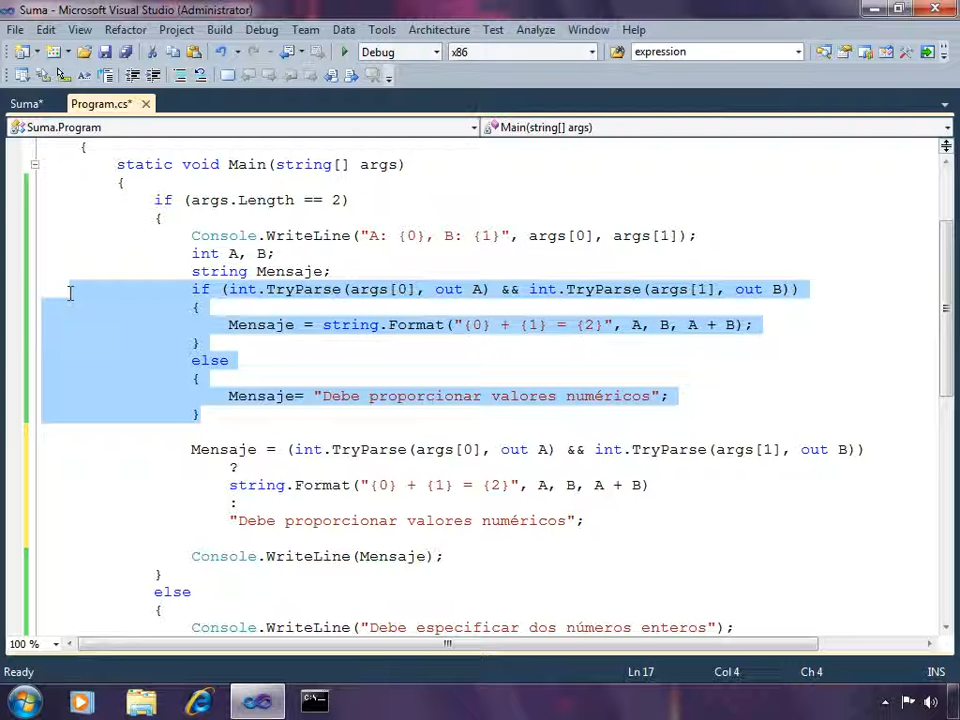 Suma - Microsoft Visual Studio (Administrator)
File Edit View Refactor Project Build Debug Team Data Tools Architecture Test Analyze Window Help
Debug x86 expression
Suma* Program.cs*
Suma.Program Main(string[] args)
{
static void Main(string[] args)
{
if (args.Length == 2)
{
Console.WriteLine("A: {0}, B: {1}", args[0], args[1]);
int A, B;
string Mensaje;
if (int.TryParse(args[0], out A) && int.TryParse(args[1], out B))
{
Mensaje = string.Format("{0} + {1} = {2}", A, B, A + B);
}
else
{
Mensaje= "Debe proporcionar valores numéricos";
}
Mensaje = (int.TryParse(args[0], out A) && int.TryParse(args[1], out B))
?
string.Format("{0} + {1} = {2}", A, B, A + B)
:
"Debe proporcionar valores numéricos";
Console.WriteLine(Mensaje);
}
else
{
Console.WriteLine("Debe especificar dos números enteros");
100 %
Ready Ln 17 Col 4 Ch 4 INS